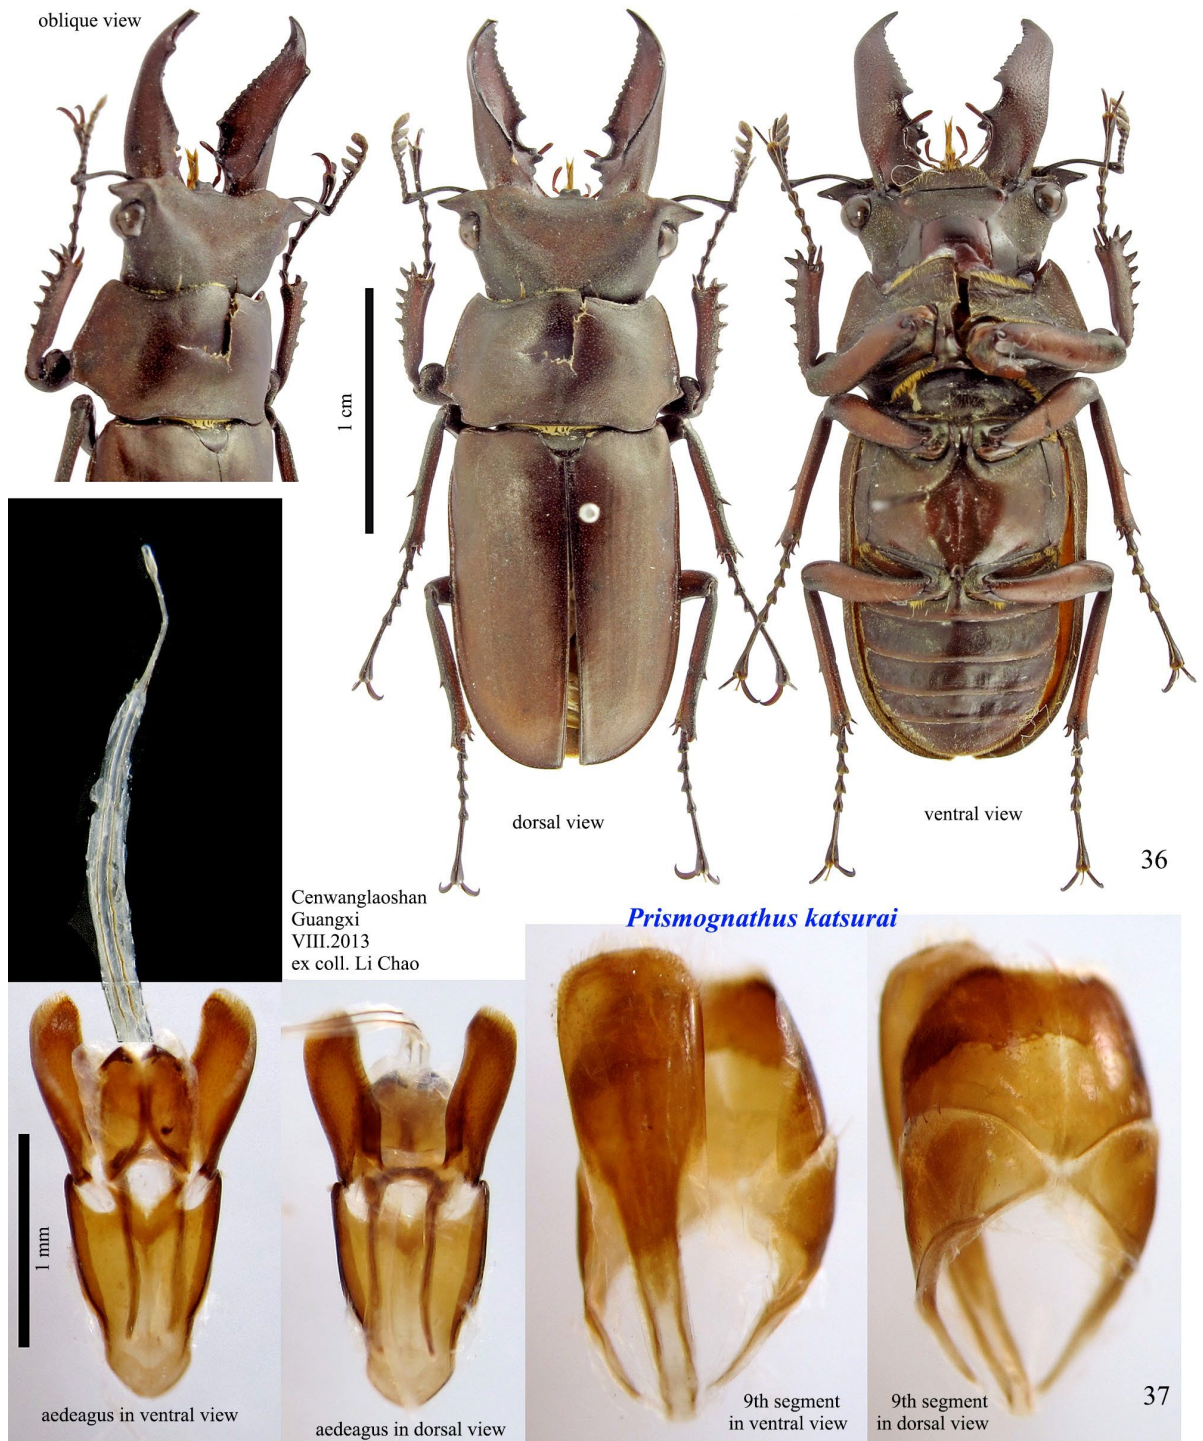 oblique view
1 cm
dorsal view
ventral view
36
Cenwanglaoshan
Guangxi
VIII.2013
ex coll. Li Chao
Prismognathus katsurai
1 mm
aedeagus in ventral view
aedeagus in dorsal view
9th segment
in ventral view
9th segment
in dorsal view
37